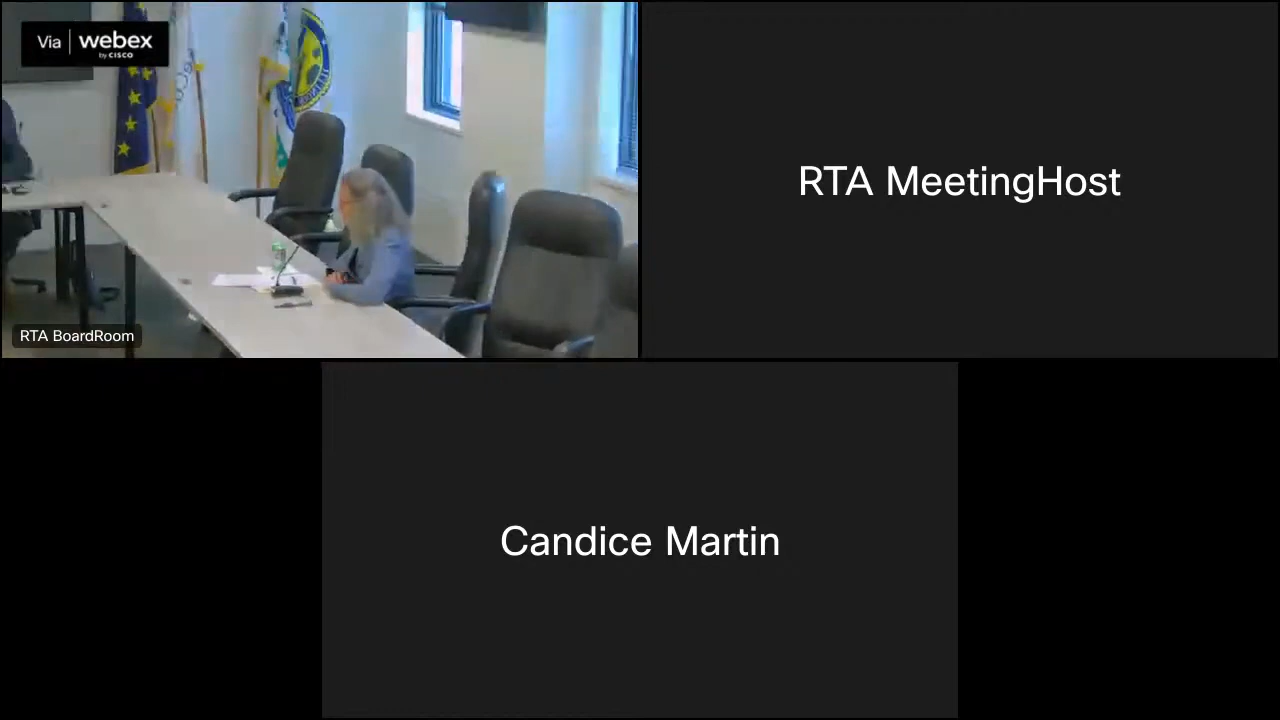 Via webex
by CISCO
RTA BoardRoom
RTA MeetingHost
Candice Martin